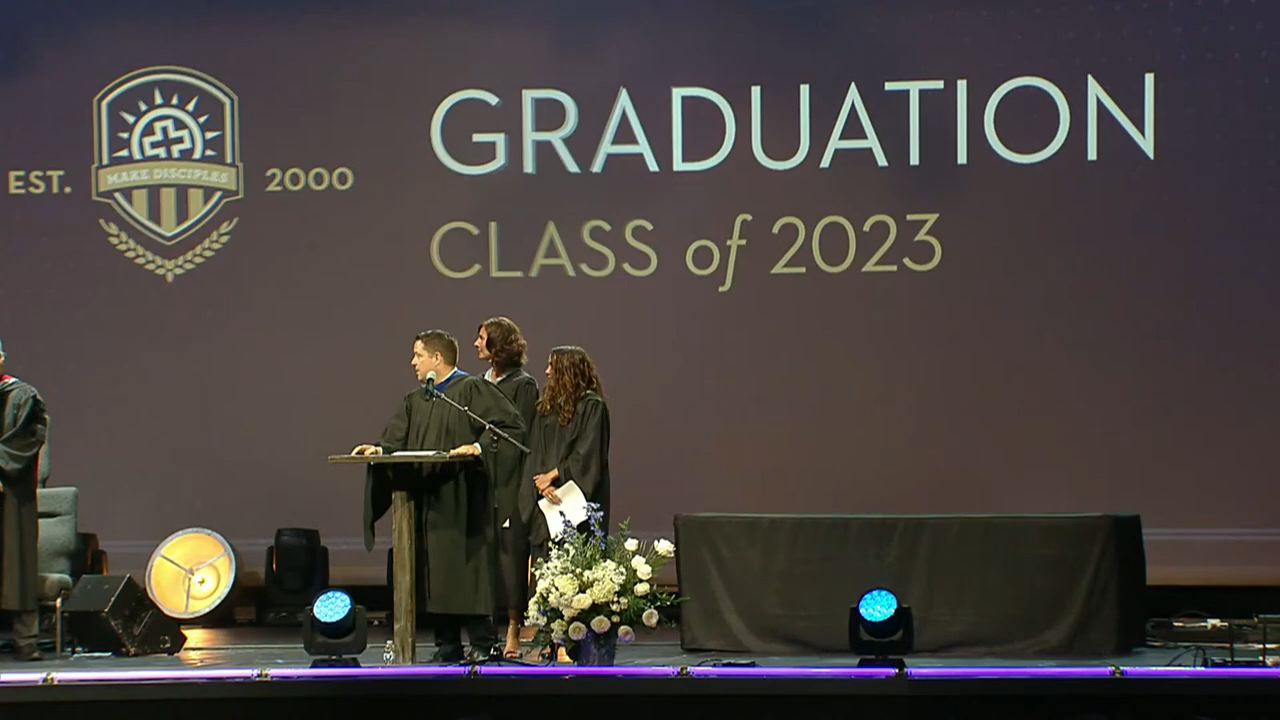 EST.
MAKE DISCIPLES
2000
GRADUATION
CLASS of 2023